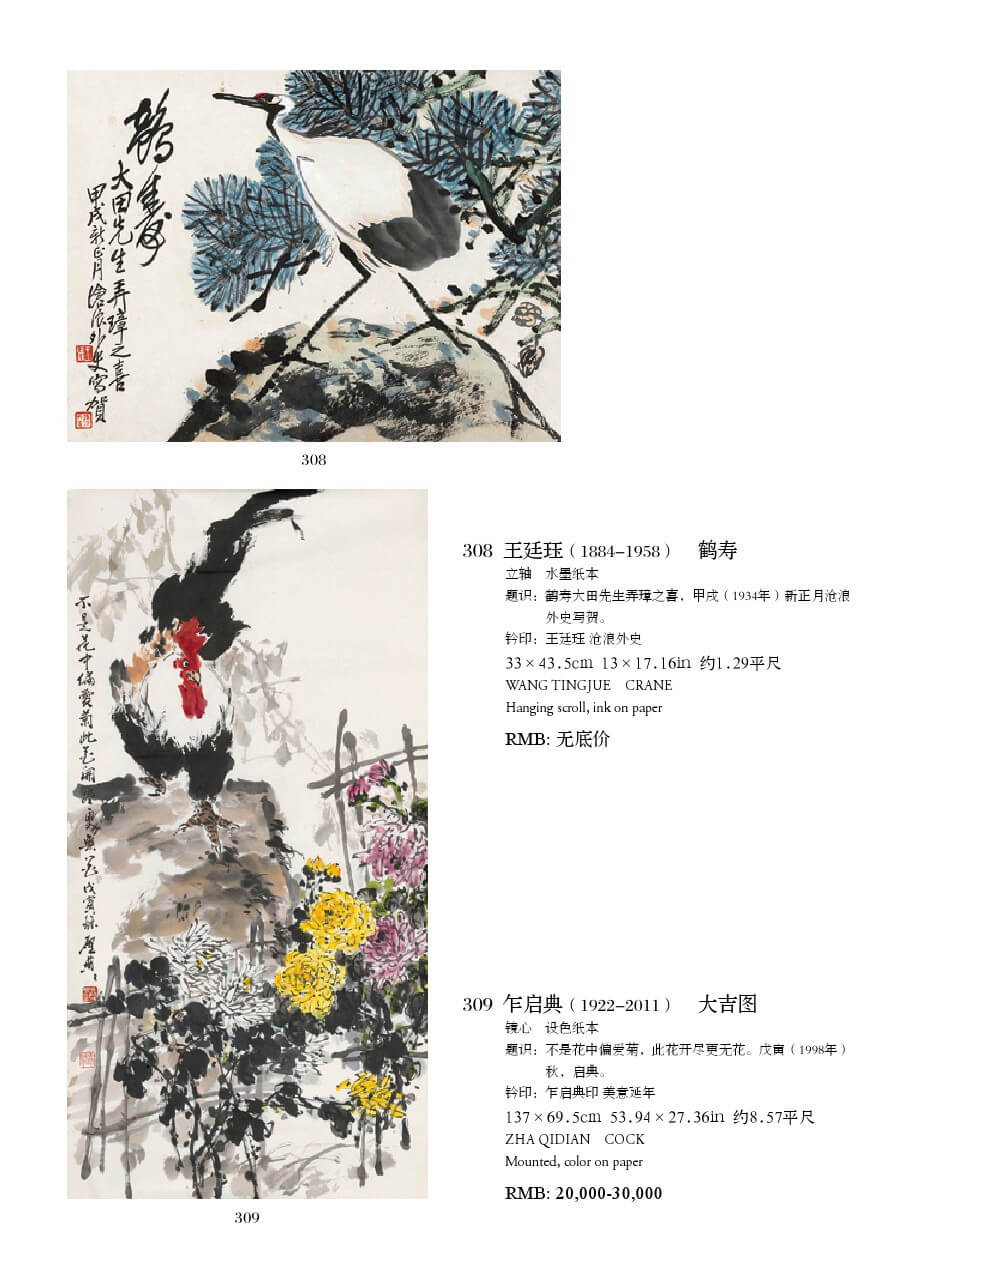 鹤寿
大田先生弄璋之喜
甲戌新正月滄浪外史写賀
308
不是花中偏愛菊此花開盡更無花戊寅秋啟典
309
308 王廷珏（1884-1958） 鹤寿
立轴 水墨纸本
题识：鹤寿大田先生弄璋之喜，甲戌（1934年）新正月沧浪
外史写贺。
钤印：王廷珏 沧浪外史
33×43.5cm 13×17.16in 约1.29平尺
WANG TINGJUE CRANE
Hanging scroll, ink on paper
RMB: 无底价
309 乍启典（1922-2011） 大吉图
镜心 设色纸本
题识：不是花中偏爱菊，此花开尽更无花。戊寅（1998年）
秋，启典。
钤印：乍启典印 美意延年
137×69.5cm 53.94×27.36in 约8.57平尺
ZHA QIDIAN COCK
Mounted, color on paper
RMB: 20,000-30,000